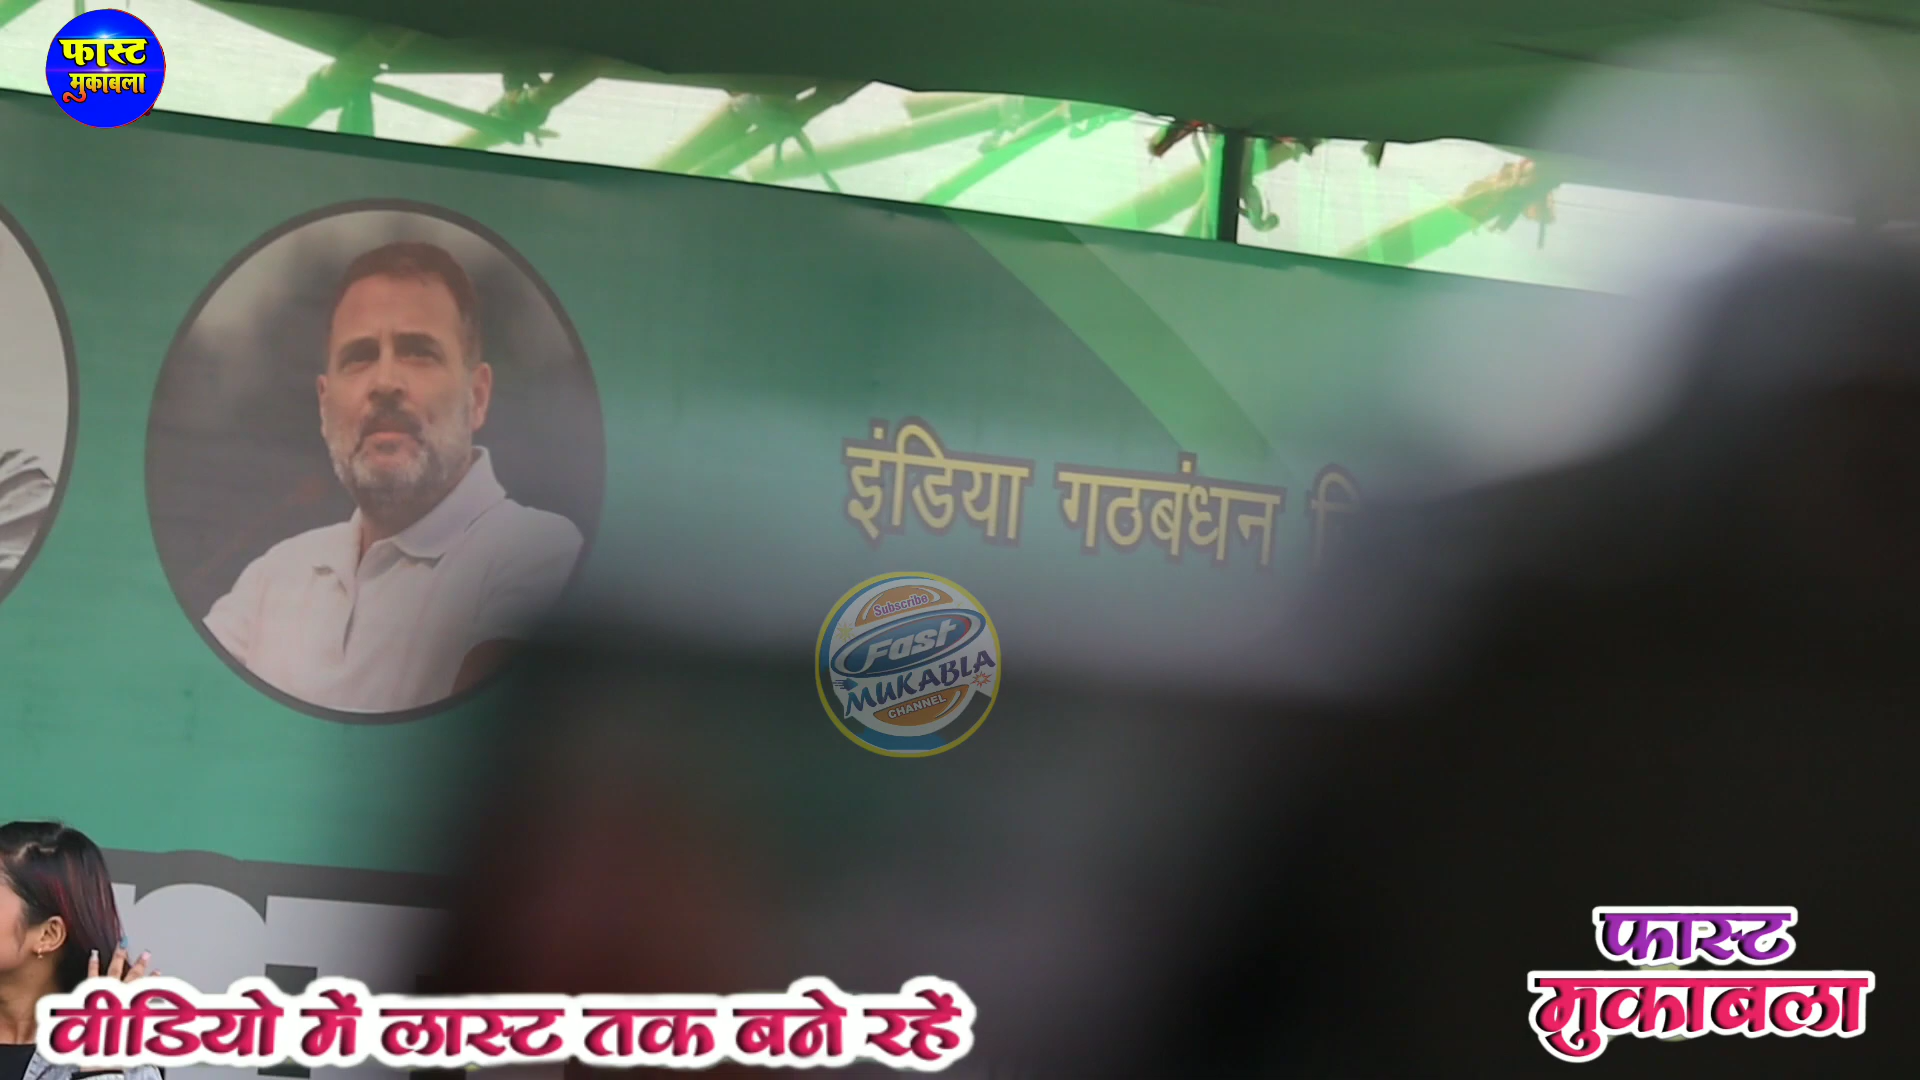 फास्ट
मुकाबला
इंडिया गठबंधन
Subscribe
Fast
MUKABLA
CHANNEL
फास्ट
मुकाबला
वीडियो में लास्ट तक बने रहें